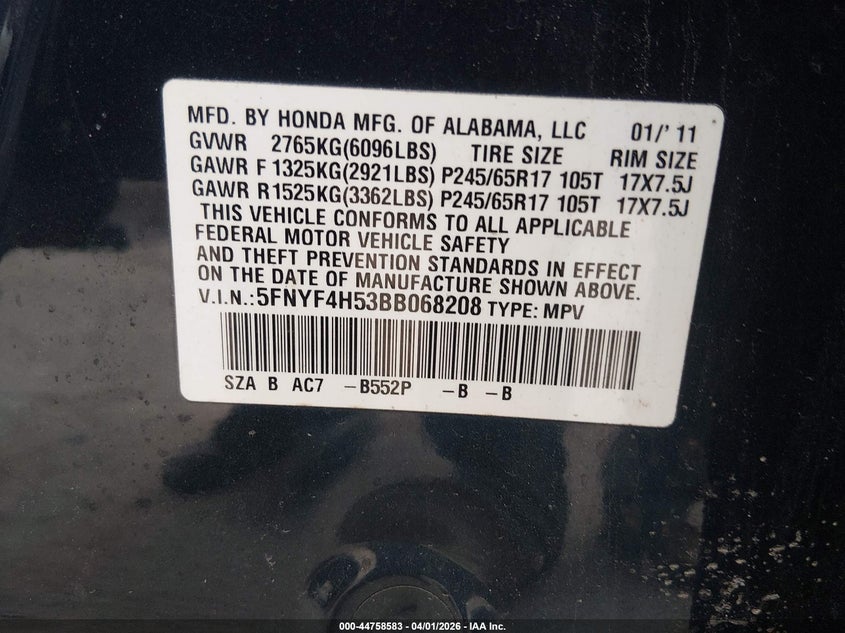 MFD. BY HONDA MFG. OF ALABAMA, LLC 01/'11
GVWR 2765KG(6096LBS) TIRE SIZE RIM SIZE
GAWR F 1325KG(2921LBS) P245/65R17 105T 17X7.5J
GAWR R1525KG(3362LBS) P245/65R17 105T 17X7.5J
THIS VEHICLE CONFORMS TO ALL APPLICABLE
FEDERAL MOTOR VEHICLE SAFETY
AND THEFT PREVENTION STANDARDS IN EFFECT
ON THE DATE OF MANUFACTURE SHOWN ABOVE.
V.I.N.:5FNYF4H53BB068208 TYPE: MPV
SZA B AC7 -B552P -B -B
000-44758583 - 04/01/2026 - IAA Inc.